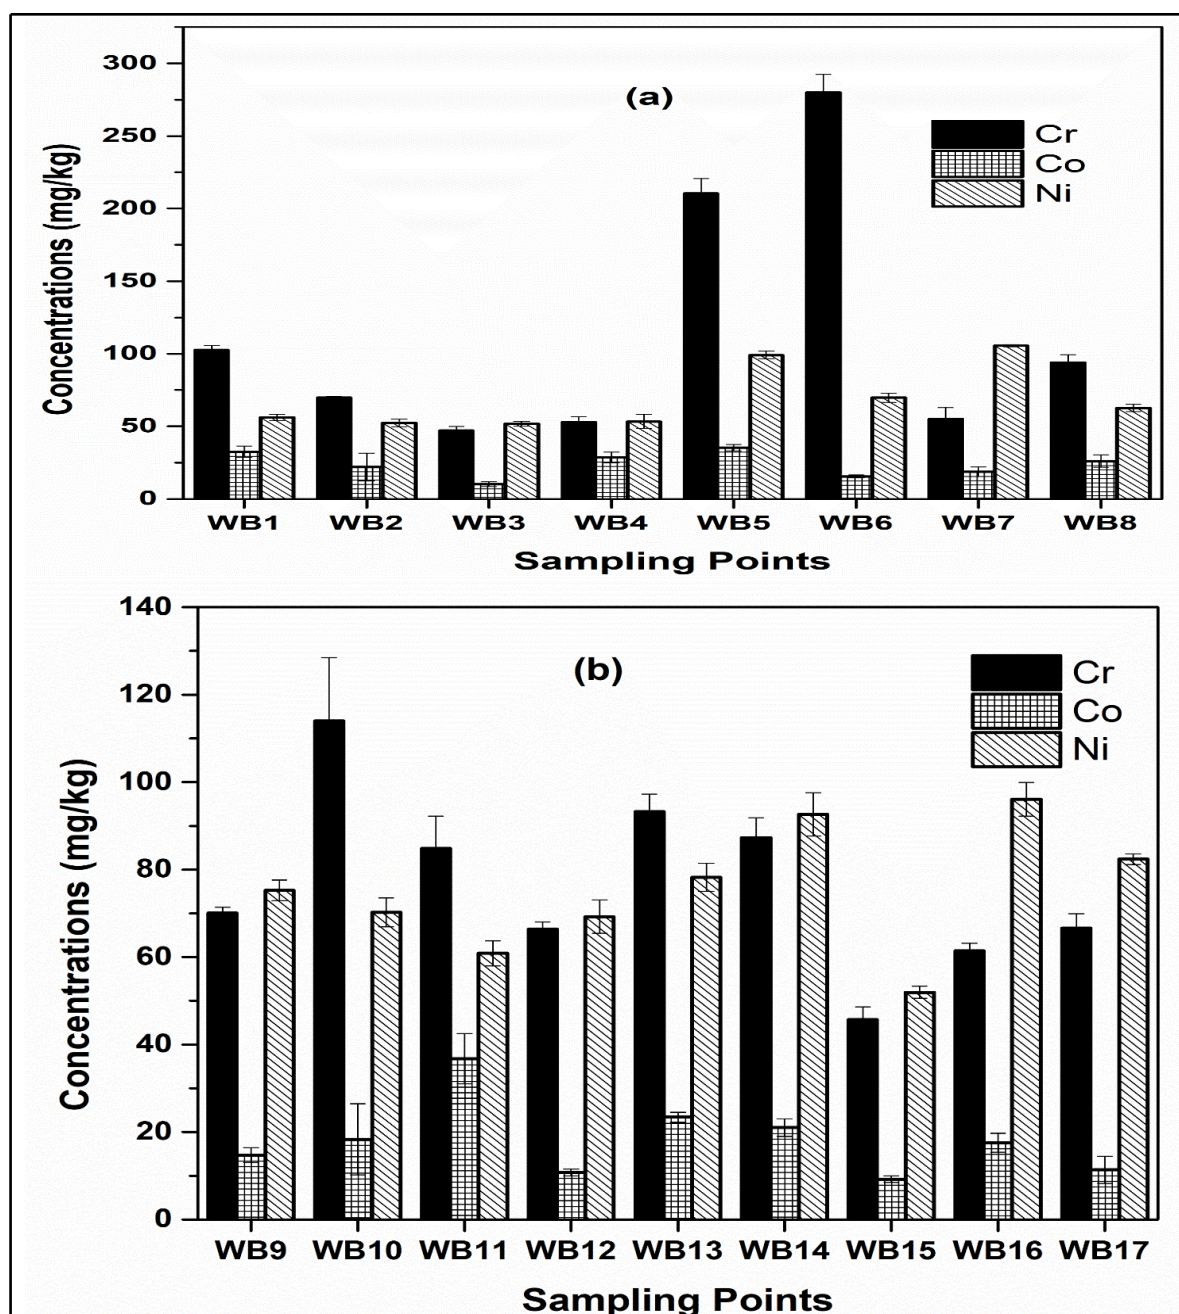 (a)
Cr
Co
Ni
Concentrations (mg/kg)
300
250
200
150
100
50
0
WB1 WB2 WB3 WB4 WB5 WB6 WB7 WB8
Sampling Points
(b)
Cr
Co
Ni
Concentrations (mg/kg)
140
120
100
80
60
40
20
0
WB9 WB10 WB11 WB12 WB13 WB14 WB15 WB16 WB17
Sampling Points